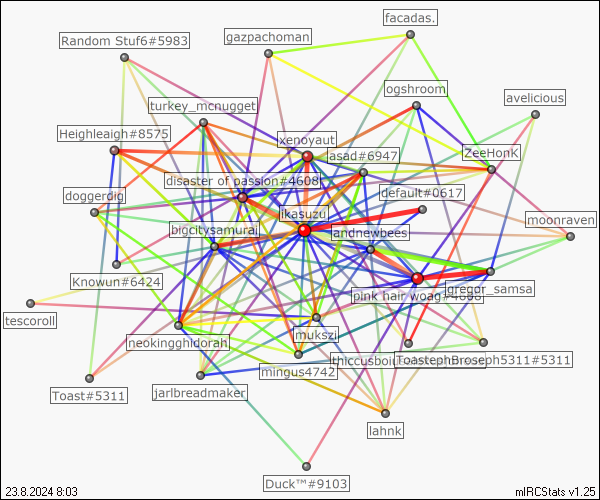 facadas.
gazpachoman
Random Stuf6#5983
ogshroom
avelicious
turkey_mcnugget
Heighleaigh#8575
xenoyaut
asad#6947
ZeeHonK
disaster of passion#4608
default#0617
doggerdig
ikasuzu
moonraven
bigcitysamurai
andrewbees
Knowun#6424
pink hair woag#4608
gregor_samsa
tescoroll
mukszi
neokingghidorah
ToastephBroseph5311#5311
mingus4742
Toast#5311
jarlbreadmaker
lahnk
Duck™#9103
23.8.2024 8:03
mIRCStats v1.25